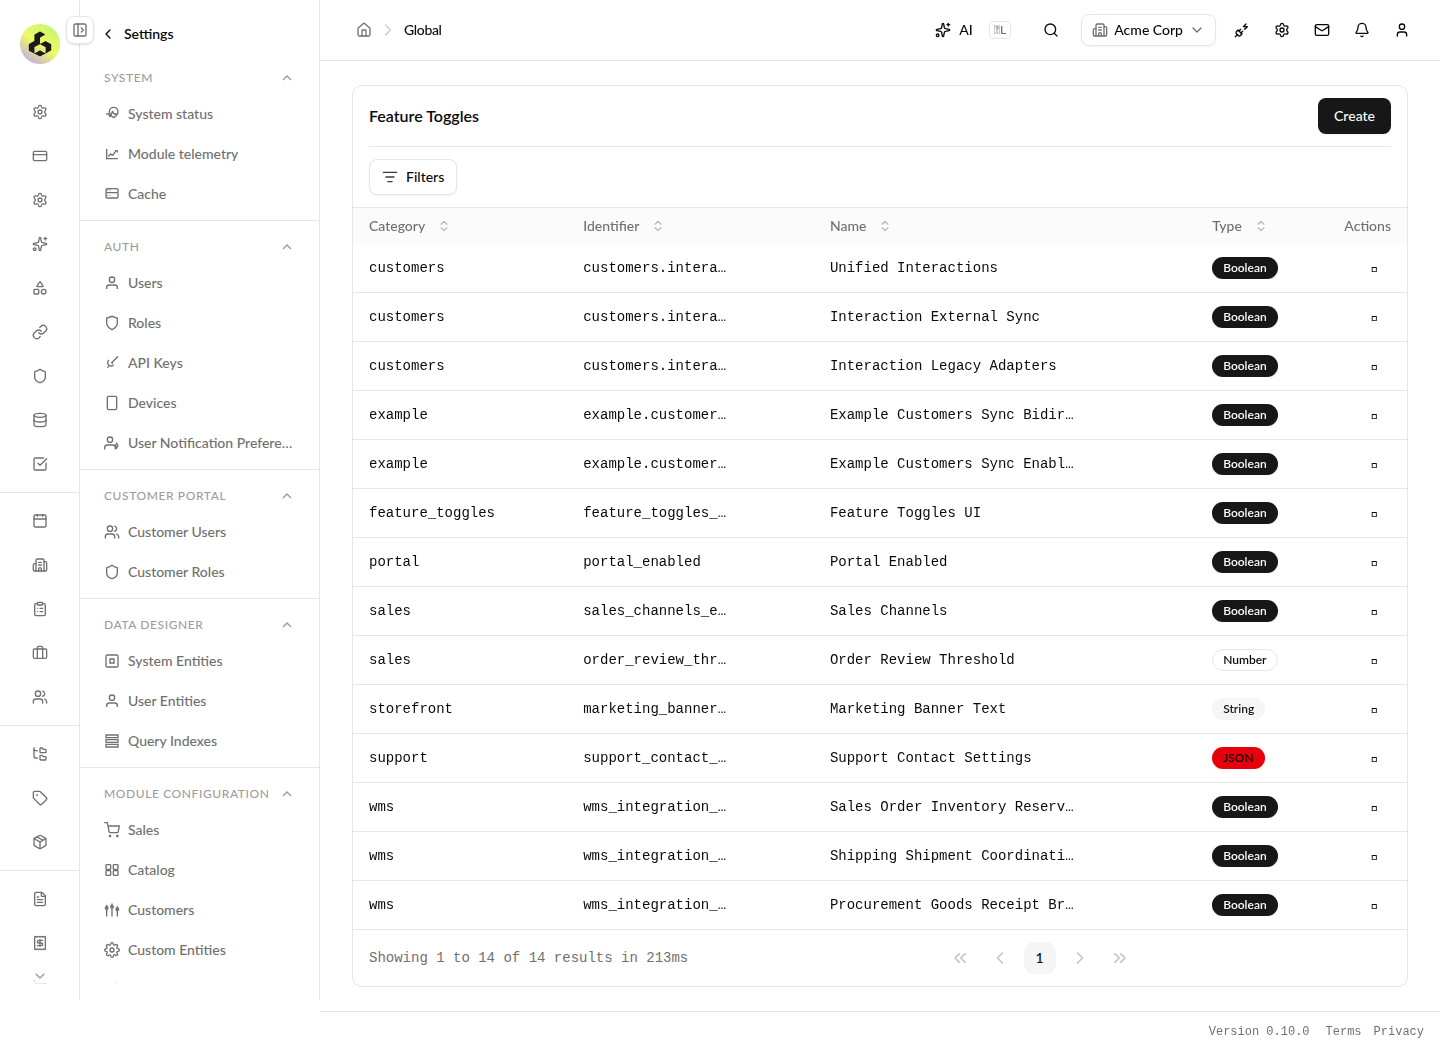 Settings
SYSTEM
System status
Module telemetry
Cache
AUTH
Users
Roles
API Keys
Devices
User Notification Prefere…
CUSTOMER PORTAL
Customer Users
Customer Roles
DATA DESIGNER
System Entities
User Entities
Query Indexes
MODULE CONFIGURATION
Sales
Catalog
Customers
Custom Entities
Global
AI
L
Acme Corp
Feature Toggles
Create
Filters
Category Identifier Name Type Actions
customers customers.intera… Unified Interactions Boolean
customers customers.intera… Interaction External Sync Boolean
customers customers.intera… Interaction Legacy Adapters Boolean
example example.customer… Example Customers Sync Bidir… Boolean
example example.customer… Example Customers Sync Enabl… Boolean
feature_toggles feature_toggles_… Feature Toggles UI Boolean
portal portal_enabled Portal Enabled Boolean
sales sales_channels_e… Sales Channels Boolean
sales order_review_thr… Order Review Threshold Number
storefront marketing_banner… Marketing Banner Text String
support support_contact_… Support Contact Settings JSON
wms wms_integration_… Sales Order Inventory Reserv… Boolean
wms wms_integration_… Shipping Shipment Coordinati… Boolean
wms wms_integration_… Procurement Goods Receipt Br… Boolean
Showing 1 to 14 of 14 results in 213ms
1
Version 0.10.0 Terms Privacy